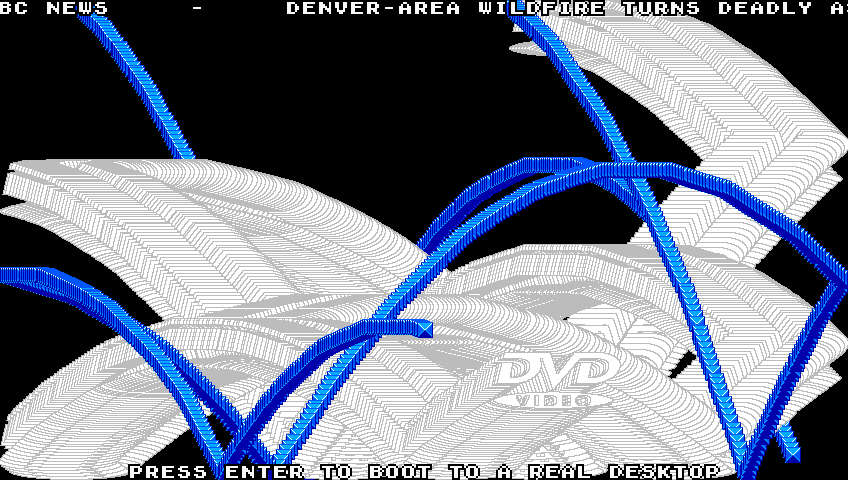 BC NEWS - DENVER-AREA WILDFIRE TURNS DEADLY A
DVD
VIDEO
PRESS ENTER TO BOOT TO A REAL DESKTOP